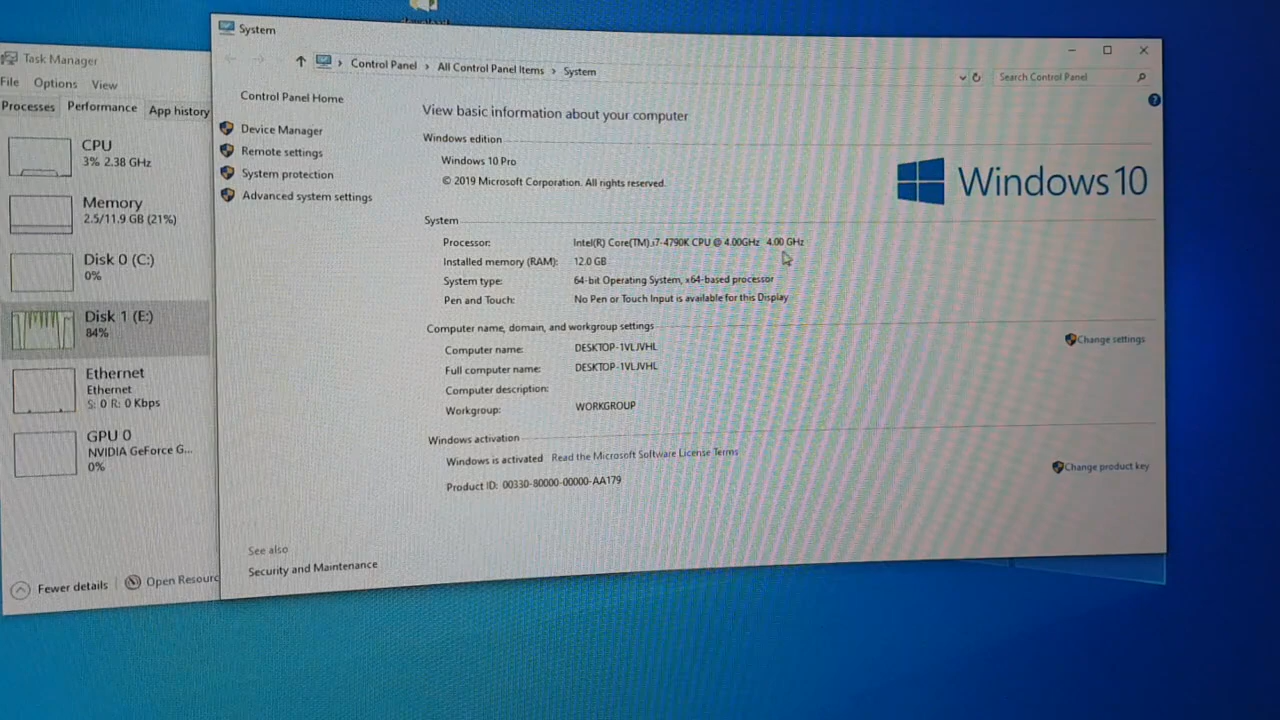 Task Manager
File Options View
Processes Performance App history
CPU
3% 2.38 GHz
Memory
2.5/11.9 GB (21%)
Disk 0 (C:)
0%
Disk 1 (E:)
84%
Ethernet
Ethernet
S: 0 R: 0 Kbps
GPU 0
NVIDIA GeForce G...
0%
Fewer details Open Resourc
System
Control Panel › All Control Panel Items › System
Search Control Panel
Control Panel Home
Device Manager
Remote settings
System protection
Advanced system settings
See also
Security and Maintenance
View basic information about your computer
Windows edition
Windows 10 Pro
© 2019 Microsoft Corporation. All rights reserved.
Windows 10
System
Processor: Intel(R) Core(TM) i7-4790K CPU @ 4.00GHz 4.00 GHz
Installed memory (RAM): 12.0 GB
System type: 64-bit Operating System, x64-based processor
Pen and Touch: No Pen or Touch Input is available for this Display
Computer name, domain, and workgroup settings
Computer name: DESKTOP-1VLJVHL
Change settings
Full computer name: DESKTOP-1VLJVHL
Computer description:
Workgroup: WORKGROUP
Windows activation
Windows is activated Read the Microsoft Software License Terms
Product ID: 00330-80000-00000-AA179
Change product key